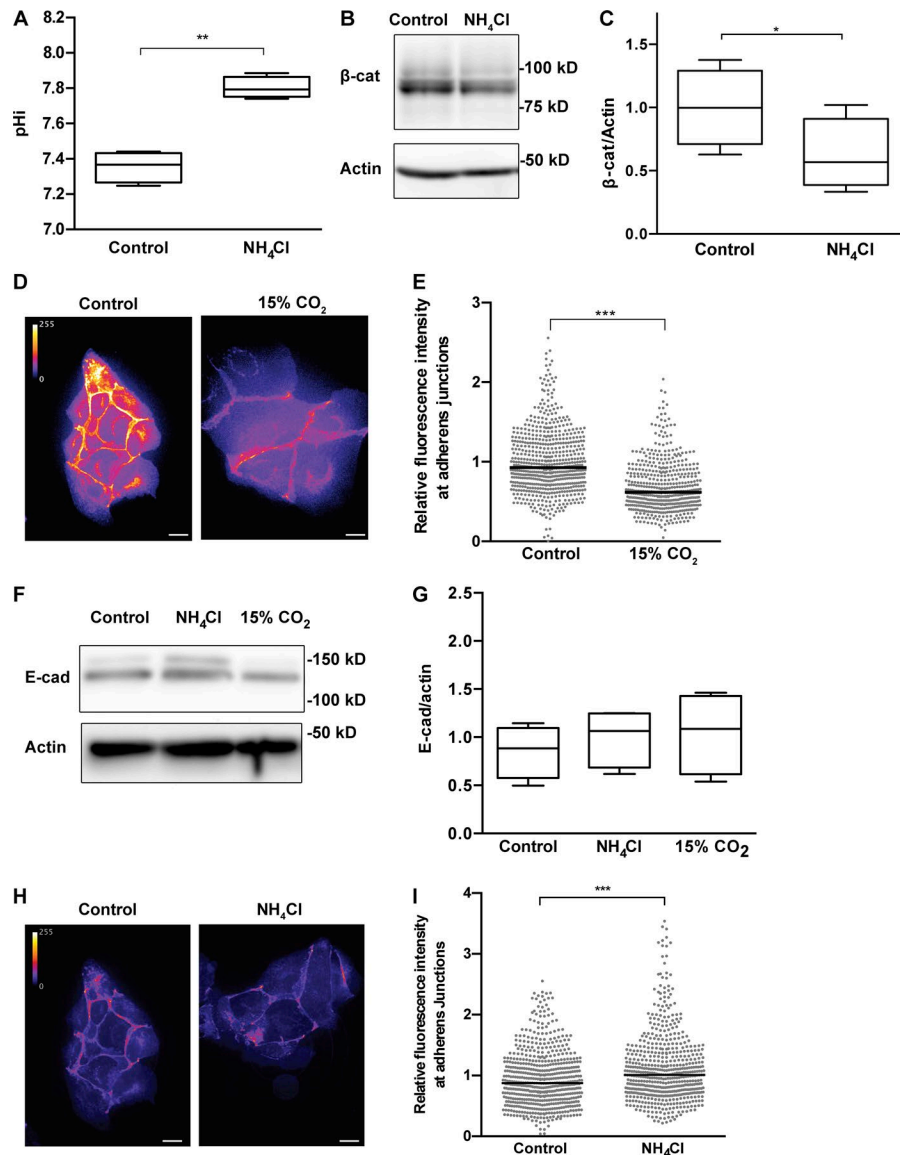 A
pHi
8.2
8.0
7.8
7.6
7.4
7.2
7.0
**
Control
NH4Cl
B
Control NH4Cl
β-cat
-100 kD
-75 kD
Actin
-50 kD
C
β-cat/Actin
1.5
1.0
0.5
0.0
*
Control
NH4Cl
D
Control
15% CO2
255
0
E
Relative fluorescence intensity
at adherens junctions
3
2
1
0
***
Control
15% CO2
F
Control NH4Cl 15% CO2
E-cad
-150 kD
-100 kD
Actin
-50 kD
G
E-cad/actin
2.5
2.0
1.5
1.0
0.5
0.0
Control
NH4Cl
15% CO2
H
Control
NH4Cl
255
0
I
Relative fluorescence intensity
at adherens Junctions
4
3
2
1
0
***
Control
NH4Cl